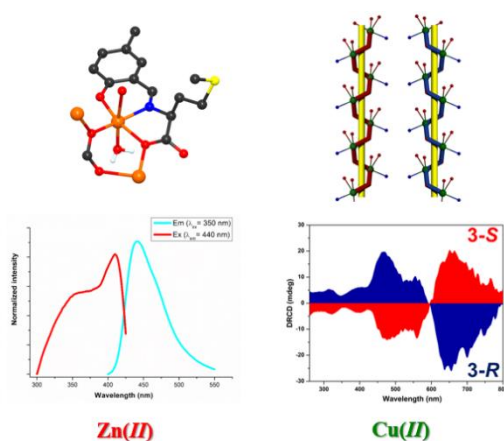 Em (λex= 350 nm)
Ex (λem= 440 nm)
Normalized intensity
300 350 400 450 500 550 600
Wavelength (nm)
Zn(II)
3-S
3-R
DRCD (mdeg)
30
20
10
0
-10
-20
-30
300 400 500 600 700 800
Wavelength (nm)
Cu(II)